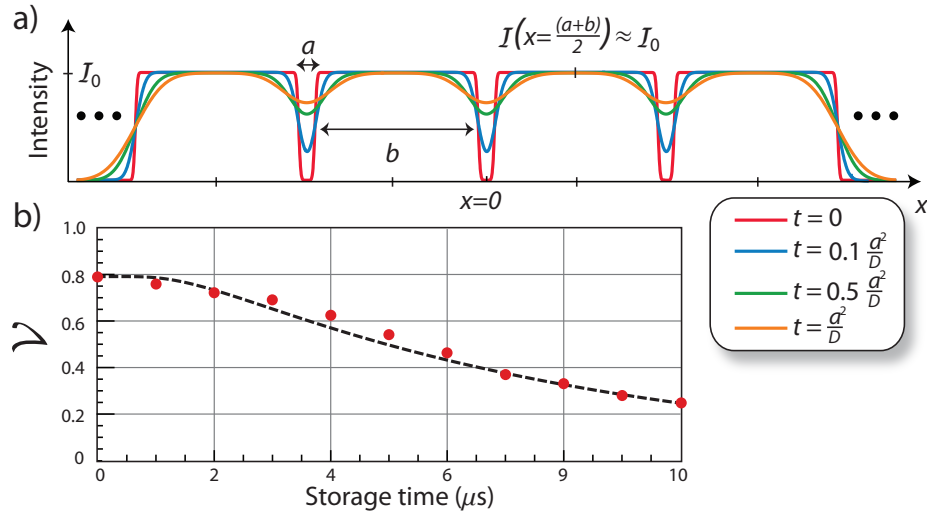 a)
I(x=(a+b)/2) ≈ I₀
a
I₀
Intensity
b
x=0
x
b)
1.0
0.8
0.6
0.4
0.2
0
𝒱
0 2 4 6 9 10
Storage time (μs)
t = 0
t = 0.1 a²/D
t = 0.5 a²/D
t = a²/D